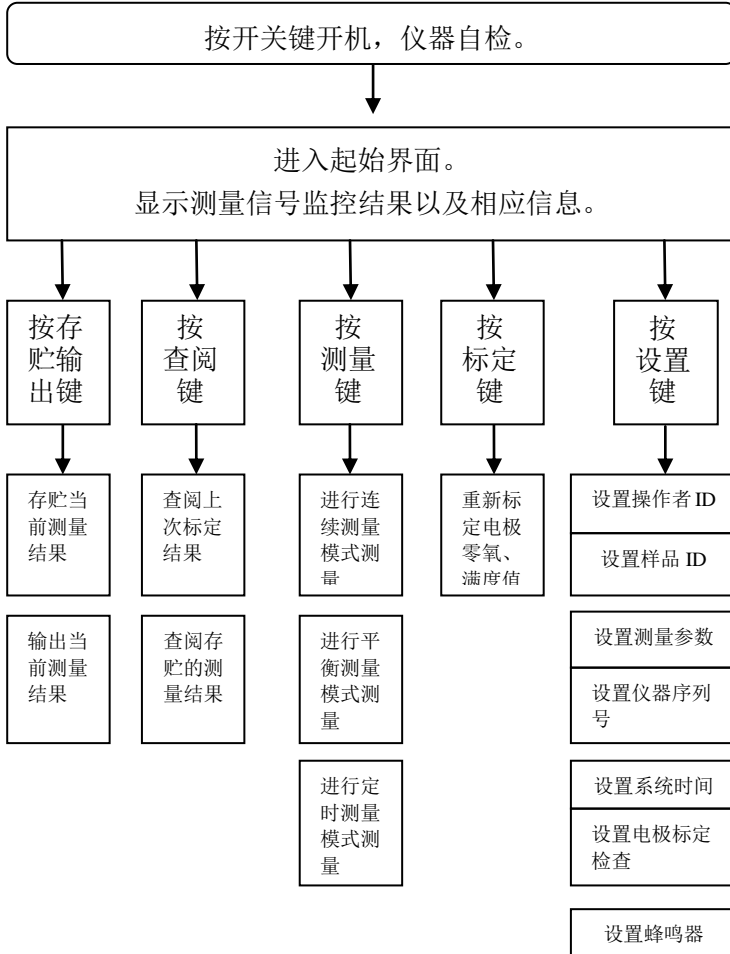 按开关键开机，仪器自检。
进入起始界面。
显示测量信号监控结果以及相应信息。
按存
贮输
出键
按
查阅
键
按
测量
键
按
标定
键
按
设置
键
存贮当
前测量
结果
输出当
前测量
结果
查阅上
次标定
结果
查阅存
贮的测
量结果
进行连
续测量
模式测
量
进行平
衡测量
模式测
量
进行定
时测量
模式测
量
重新标
定电极
零氧、
满度值
设置操作者 ID
设置样品 ID
设置测量参数
设置仪器序列
号
设置系统时间
设置电极标定
检查
设置蜂鸣器